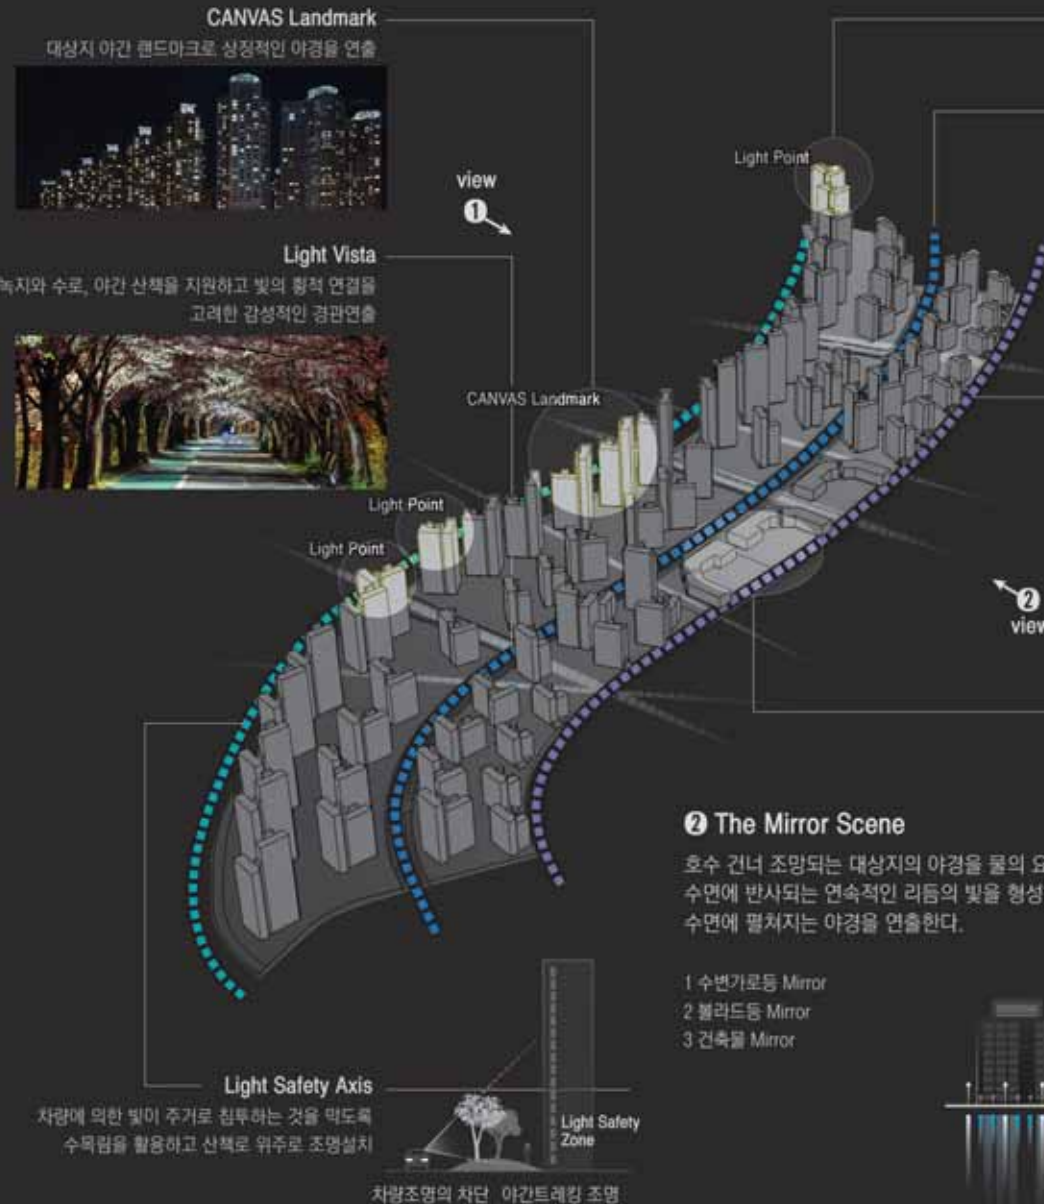 CANVAS Landmark
대상지 야간 랜드마크로 상징적인 야경을 연출
Light Vista
녹지와 수로, 야간 산책을 지원하고 빛의 횡적 연결을
고려한 감성적인 경관연출
view
1
Light Point
CANVAS Landmark
Light Point
Light Point
2
view
2 The Mirror Scene
호수 건너 조망되는 대상지의 야경을 물의 요
수면에 반사되는 연속적인 리듬의 빛을 형성
수면에 펼쳐지는 야경을 연출한다.
1 수변가로등 Mirror
2 볼라드등 Mirror
3 건축물 Mirror
Light Safety Axis
차량에 의한 빛이 주거로 침투하는 것을 막도록
수목림을 활용하고 산책로 위주로 조명설치
Light Safety
Zone
차량조명의 차단 야간트레킹 조명